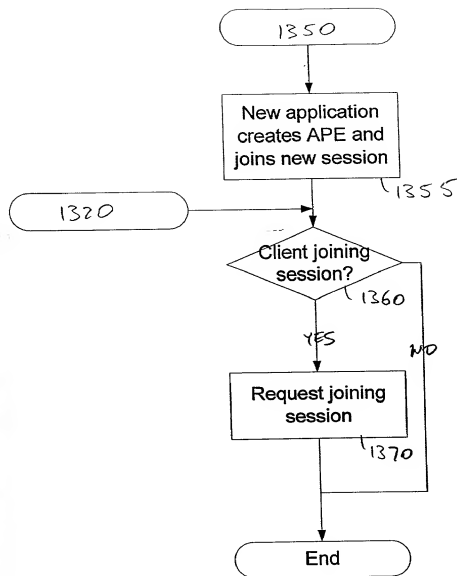 1350
New application
creates APE and
joins new session
1355
1320
Client joining
session?
1360
YES
NO
Request joining
session
1370
End